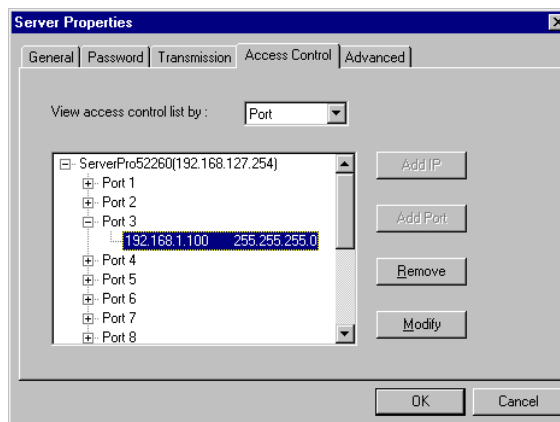 Server Properties
General Password Transmission Access Control Advanced
View access control list by : Port
ServerPro52260(192.168.127.254)
Port 1
Port 2
Port 3
192.168.1.100 255.255.255.0
Port 4
Port 5
Port 6
Port 7
Port 8
Add IP
Add Port
Remove
Modify
OK Cancel